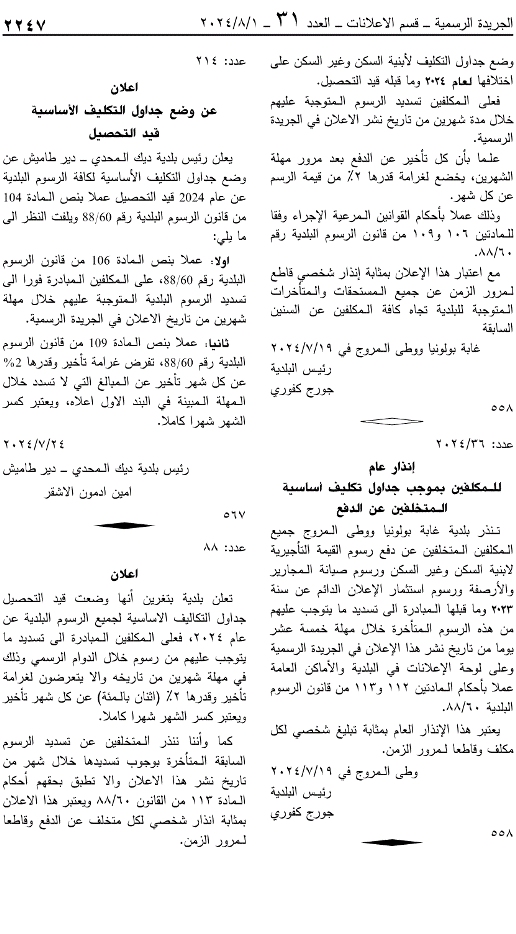 الجريدة الرسمية ــ قسم الاعلانات ــ العدد ٣١ ــ ٢٠٢٤/٨/١
٢٢٤٧
وضع جداول التكليف لأبنية السكن وغير السكن على
اختلافها لعام ٢٠٢٤ وما قبله قيد التحصيل.
فعلى المكلفين تسديد الرسوم المتوجبة عليهم
خلال مدة شهرين من تاريخ نشر الاعلان في الجريدة
الرسمية.
علما بأن كل تأخير عن الدفع بعد مرور مهلة
الشهرين، يخضع لغرامة قدرها ٢٪ من قيمة الرسم
عن كل شهر.
وذلك عملا بأحكام القوانين المرعية الإجراء وفقا
للمادتين ١٠٦ و١٠٩ من قانون الرسوم البلدية رقم
٨٨/٦٠.
مع اعتبار هذا الإعلان بمثابة إنذار شخصي قاطع
لمرور الزمن عن جميع المستحقات والمتأخرات
المتوجبة للبلدية تجاه كافة المكلفين عن السنين
السابقة
غابة بولونيا ووطى المروج في ٢٠٢٤/٧/١٩
رئيس البلدية
جورج كفوري
٥٥٨
عدد: ٢٠٢٤/٣٦
إنذار عام
للمكلفين بموجب جداول تكليف أساسية
المتخلفين عن الدفع
تنذر بلدية غابة بولونيا ووطى المروج جميع
المكلفين المتخلفين عن دفع رسوم القيمة التأجيرية
لابنية السكن وغير السكن ورسوم صيانة المجارير
والأرصفة ورسوم استثمار الإعلان الدائم عن سنة
٢٠٢٣ وما قبلها المبادرة الى تسديد ما يتوجب عليهم
من هذه الرسوم المتأخرة خلال مهلة خمسة عشر
يوما من تاريخ نشر هذا الإعلان في الجريدة الرسمية
وعلى لوحة الإعلانات في البلدية والأماكن العامة
عملا بأحكام المادتين ١١٢ و١١٣ من قانون الرسوم
البلدية ٨٨/٦٠.
يعتبر هذا الإنذار العام بمثابة تبليغ شخصي لكل
مكلف وقاطعا لمرور الزمن.
وطى المروج في ٢٠٢٤/٧/١٩
رئيس البلدية
جورج كفوري
٥٥٨
عدد: ٢١٤
اعلان
عن وضع جداول التكليف الأساسية
قيد التحصيل
يعلن رئيس بلدية ديك المحدي ــ دير طاميش عن
وضع جداول التكليف الأساسية لكافة الرسوم البلدية
عن عام 2024 قيد التحصيل عملا بنص المادة 104
من قانون الرسوم البلدية رقم 88/60 ويلفت النظر الى
ما يلي:
اولا: عملا بنص المادة 106 من قانون الرسوم
البلدية رقم 88/60، على المكلفين المبادرة فورا الى
تسديد الرسوم البلدية المتوجبة عليهم خلال مهلة
شهرين من تاريخ الاعلان في الجريدة الرسمية.
ثانيا: عملا بنص المادة 109 من قانون الرسوم
البلدية رقم 88/60، تفرض غرامة تأخير وقدرها 2%
عن كل شهر تأخير عن المبالغ التي لا تسدد خلال
المهلة المبينة في البند الاول اعلاه، ويعتبر كسر
الشهر شهرا كاملا.
٢٠٢٤/٧/٢٤
رئيس بلدية ديك المحدي ــ دير طاميش
امين ادمون الاشقر
٥٦٧
عدد: ٨٨
اعلان
تعلن بلدية بتغرين أنها وضعت قيد التحصيل
جداول التكاليف الاساسية لجميع الرسوم البلدية عن
عام ٢٠٢٤، فعلى المكلفين المبادرة الى تسديد ما
يتوجب عليهم من رسوم خلال الدوام الرسمي وذلك
في مهلة شهرين من تاريخه والا يتعرضون لغرامة
تأخير وقدرها ٢٪ (اثنان بالمئة) عن كل شهر تأخير
ويعتبر كسر الشهر شهرا كاملا.
كما وأننا ننذر المتخلفين عن تسديد الرسوم
السابقة المتأخرة بوجوب تسديدها خلال شهر من
تاريخ نشر هذا الاعلان والا تطبق بحقهم أحكام
المادة ١١٣ من القانون ٨٨/٦٠ ويعتبر هذا الاعلان
بمثابة انذار شخصي لكل متخلف عن الدفع وقاطعا
لمرور الزمن.